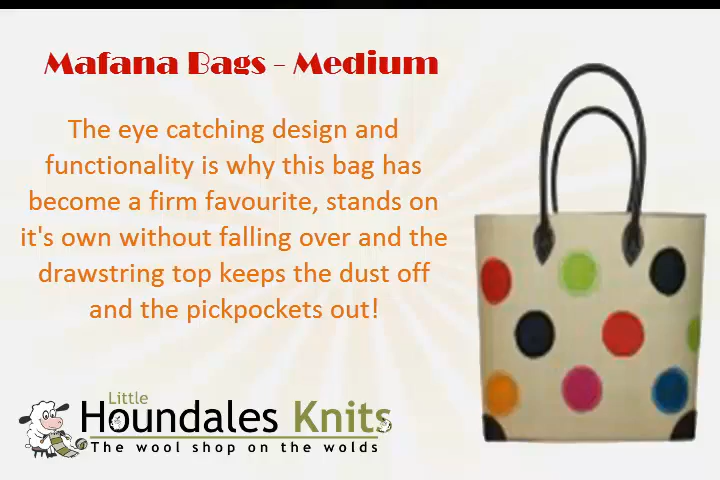 Mafana Bags - Medium
The eye catching design and
functionality is why this bag has
become a firm favourite, stands on
it's own without falling over and the
drawstring top keeps the dust off
and the pickpockets out!
Little
Houndales Knits
The wool shop on the wolds